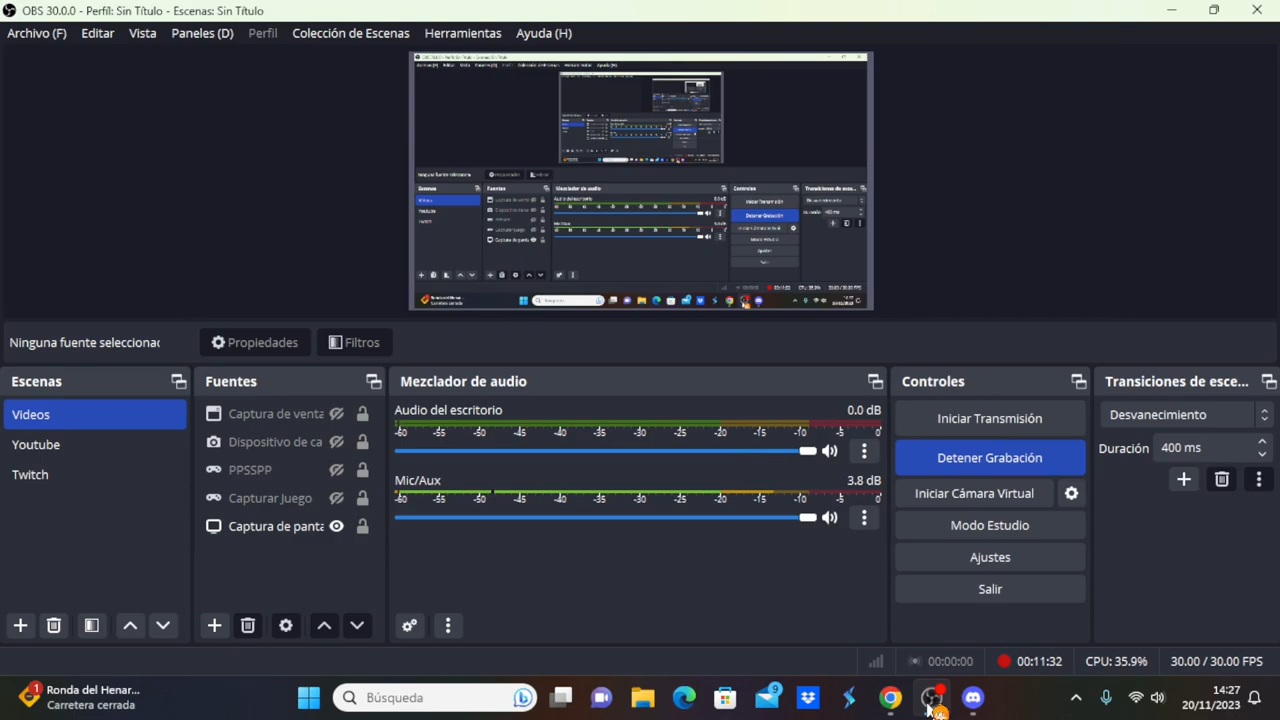 OBS 30.0.0 - Perfil: Sin Título - Escenas: Sin Título
Archivo (F) Editar Vista Paneles (D) Perfil Colección de Escenas Herramientas Ayuda (H)
Ninguna fuente seleccionad Propiedades Filtros
Escenas
Videos
Youtube
Twitch
Fuentes
Captura de venta
Dispositivo de ca
PPSSPP
Capturar Juego
Captura de panta
Mezclador de audio
Audio del escritorio 0.0 dB
-60 -55 -50 -45 -40 -35 -30 -25 -20 -15 -10 -5 0
Mic/Aux 3.8 dB
-60 -55 -50 -45 -40 -35 -30 -25 -20 -15 -10 -5 0
Controles
Iniciar Transmisión
Detener Grabación
Iniciar Cámara Virtual
Modo Estudio
Ajustes
Salir
Transiciones de esce...
Desvanecimiento
Duración 400 ms
00:00:00 00:11:32 CPU: 35.9% 30.00 / 30.00 FPS
1 Ronda del Henar...
Carretera cortada
Búsqueda
9
14:27
20/11/2023